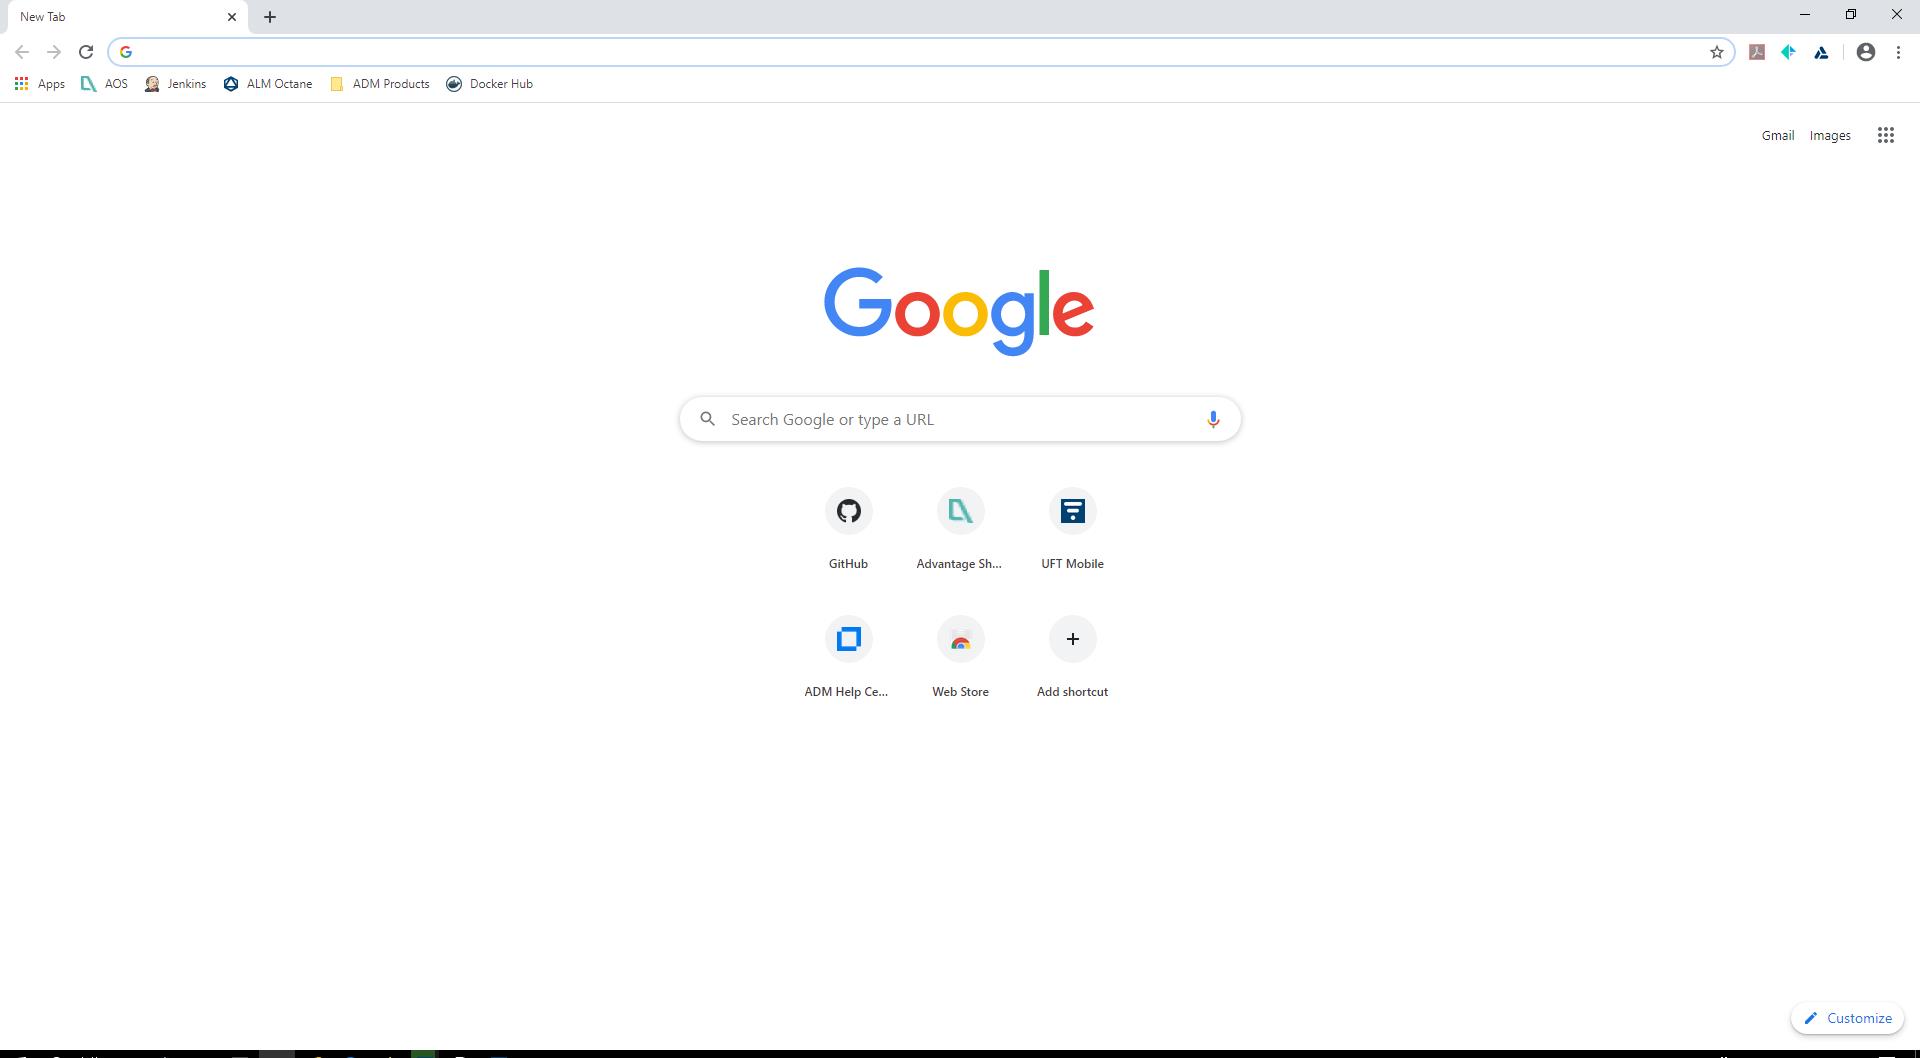 New Tab
Apps AOS Jenkins ALM Octane ADM Products Docker Hub
Gmail Images
Google
Search Google or type a URL
GitHub Advantage Sh... UFT Mobile
ADM Help Ce... Web Store Add shortcut
Customize